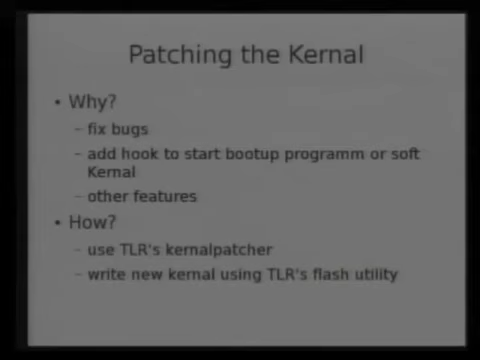 Patching the Kernal
• Why?
– fix bugs
– add hook to start bootup programm or soft
Kernal
– other features
• How?
– use TLR's kernalpatcher
– write new kernal using TLR's flash utility